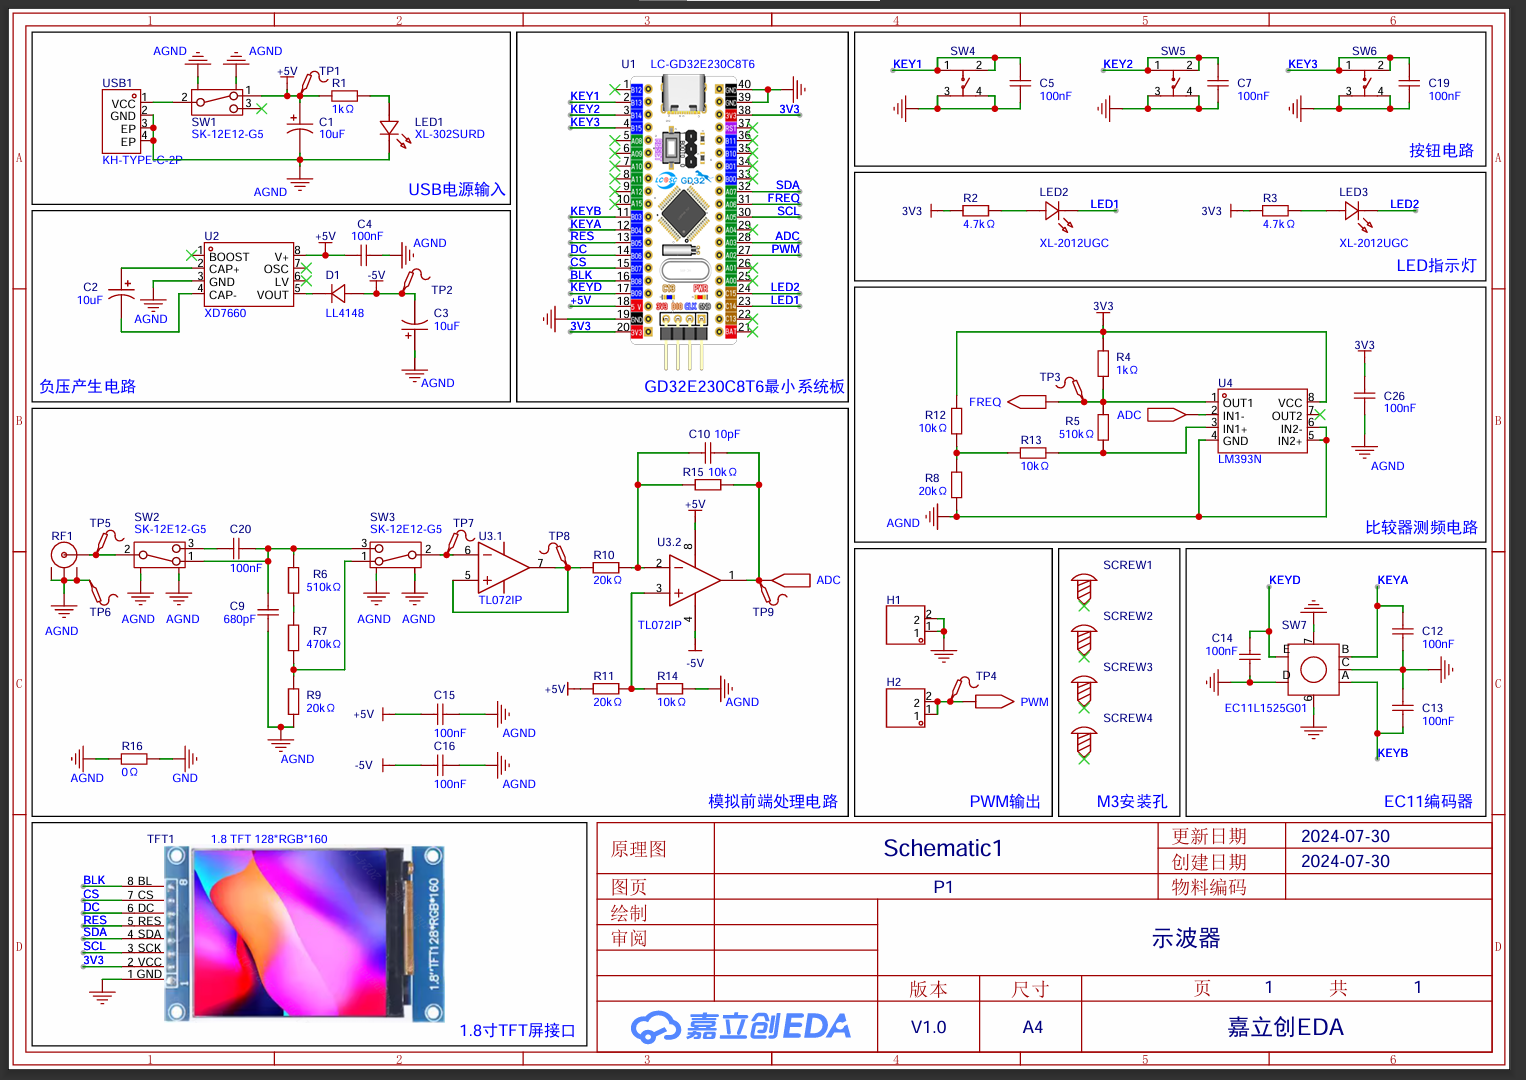 1 2 3 4 5 6
A B C D
AGND AGND
USB1
VCC 1
GND 2
EP 3
EP 4
KH-TYPE-C-2P
2 1 3
SW1
SK-12E12-G5
+5V
TP1
R1
1kΩ
C1
10uF
LED1
XL-302SURD
AGND
USB电源输入
U2
1 BOOST V+ 8
2 CAP+ OSC 7
3 GND LV 6
4 CAP- VOUT 5
XD7660
C2
10uF
AGND
+5V
C4
100nF
AGND
D1
LL4148
-5V
TP2
C3
10uF
AGND
负压产生电路
U1 LC-GD32E230C8T6
KEY1
KEY2
KEY3
KEYB
KEYA
RES
DC
CS
BLK
KEYD
+5V
3V3
1 2 3 4 5 6 7 8 9 10 11 12 13 14 15 16 17 18 19 20
40 39 38 37 36 35 34 33 32 31 30 29 28 27 26 25 24 23 22 21
3V3
SDA
FREQ
SCL
ADC
PWM
LED2
LED1
GD32E230C8T6最小系统板
KEY1 SW4 1 2 3 4 C5 100nF
KEY2 SW5 1 2 3 4 C7 100nF
KEY3 SW6 1 2 3 4 C19 100nF
按钮电路
3V3 R2 4.7kΩ LED2 XL-2012UGC LED1
3V3 R3 4.7kΩ LED3 XL-2012UGC LED2
LED指示灯
3V3
R4
1kΩ
TP3
FREQ
R5
510kΩ
ADC
R12
10kΩ
R13
10kΩ
R8
20kΩ
AGND
U4
1 OUT1 VCC 8
2 IN1- OUT2 7
3 IN1+ IN2- 6
4 GND IN2+ 5
LM393N
3V3
C26
100nF
AGND
比较器测频电路
RF1
TP5
TP6
AGND
SW2
SK-12E12-G5
2 3 1
AGND AGND
C20
100nF
C9
680pF
R6
510kΩ
R7
470kΩ
R9
20kΩ
AGND
SW3
SK-12E12-G5
3 1 2
AGND AGND
TP7
U3.1
6 5 7
TL072IP
TP8
R10
20kΩ
C10 10pF
R15 10kΩ
+5V
U3.2
8 2 3 1 4
TL072IP
-5V
TP9
ADC
+5V
R11
20kΩ
R14
10kΩ
AGND
+5V C15 100nF AGND
-5V C16 100nF AGND
R16
0Ω
AGND GND
模拟前端处理电路
H1
2 2
1 1
H2
2 2
1 1
TP4
PWM
PWM输出
SCREW1
SCREW2
SCREW3
SCREW4
M3安装孔
KEYD
KEYA
SW7
7
E B
C
D A
6
C14
100nF
EC11L1525G01
C12
100nF
C13
100nF
KEYB
EC11编码器
TFT1 1.8 TFT 128*RGB*160
BLK 8 BL
CS 7 CS
DC 6 DC
RES 5 RES
SDA 4 SDA
SCL 3 SCK
3V3 2 VCC
1 GND
8
1
1.8"TFT128*RGB*160
1.8寸TFT屏接口
原理图 Schematic1 更新日期 2024-07-30
创建日期 2024-07-30
图页 P1 物料编码
绘制
审阅
示波器
版本 尺寸 页 1 共 1
嘉立创EDA V1.0 A4 嘉立创EDA
1 2 3 4 5 6
A B C D